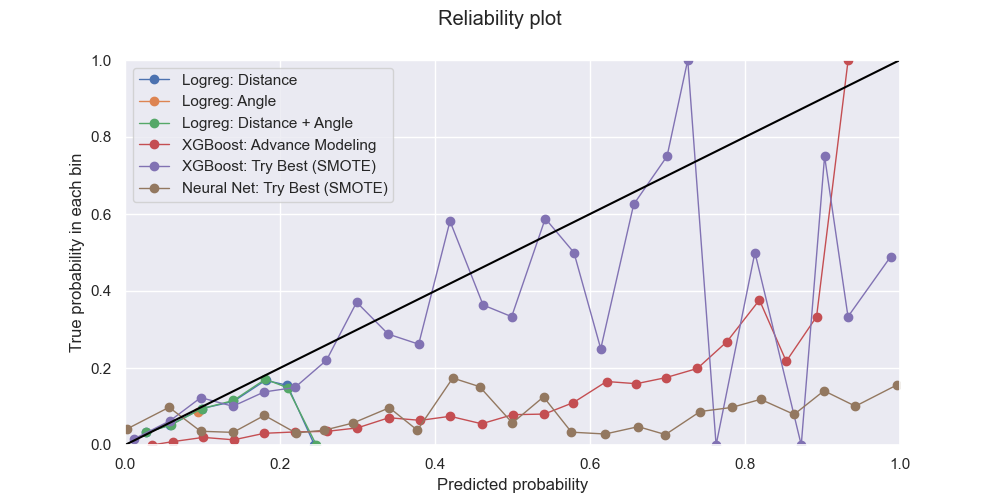 Reliability plot
True probability in each bin
1.0
0.8
0.6
0.4
0.2
0.0
Logreg: Distance
Logreg: Angle
Logreg: Distance + Angle
XGBoost: Advance Modeling
XGBoost: Try Best (SMOTE)
Neural Net: Try Best (SMOTE)
0.0 0.2 0.4 0.6 0.8 1.0
Predicted probability